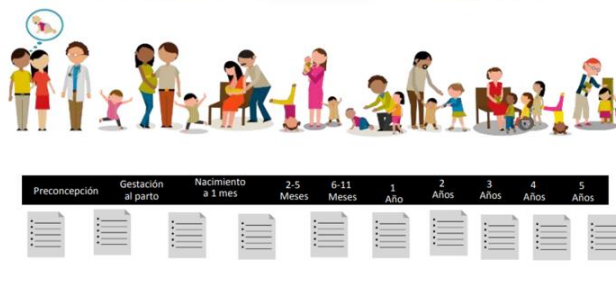 Preconcepción
Gestación
al parto
Nacimiento
a 1 mes
2-5
Meses
6-11
Meses
1
Año
2
Años
3
Años
4
Años
5
Años